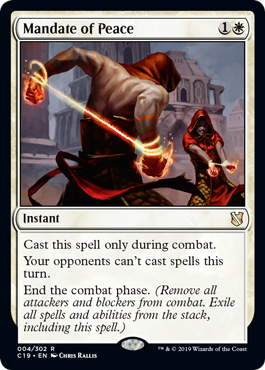 Mandate of Peace 1
Instant
Cast this spell only during combat.
Your opponents can't cast spells this
turn.
End the combat phase. (Remove all
attackers and blockers from combat. Exile
all spells and abilities from the stack,
including this spell.)
004/302 R
C19 • EN Chris Rallis
™ & © 2019 Wizards of the Coast